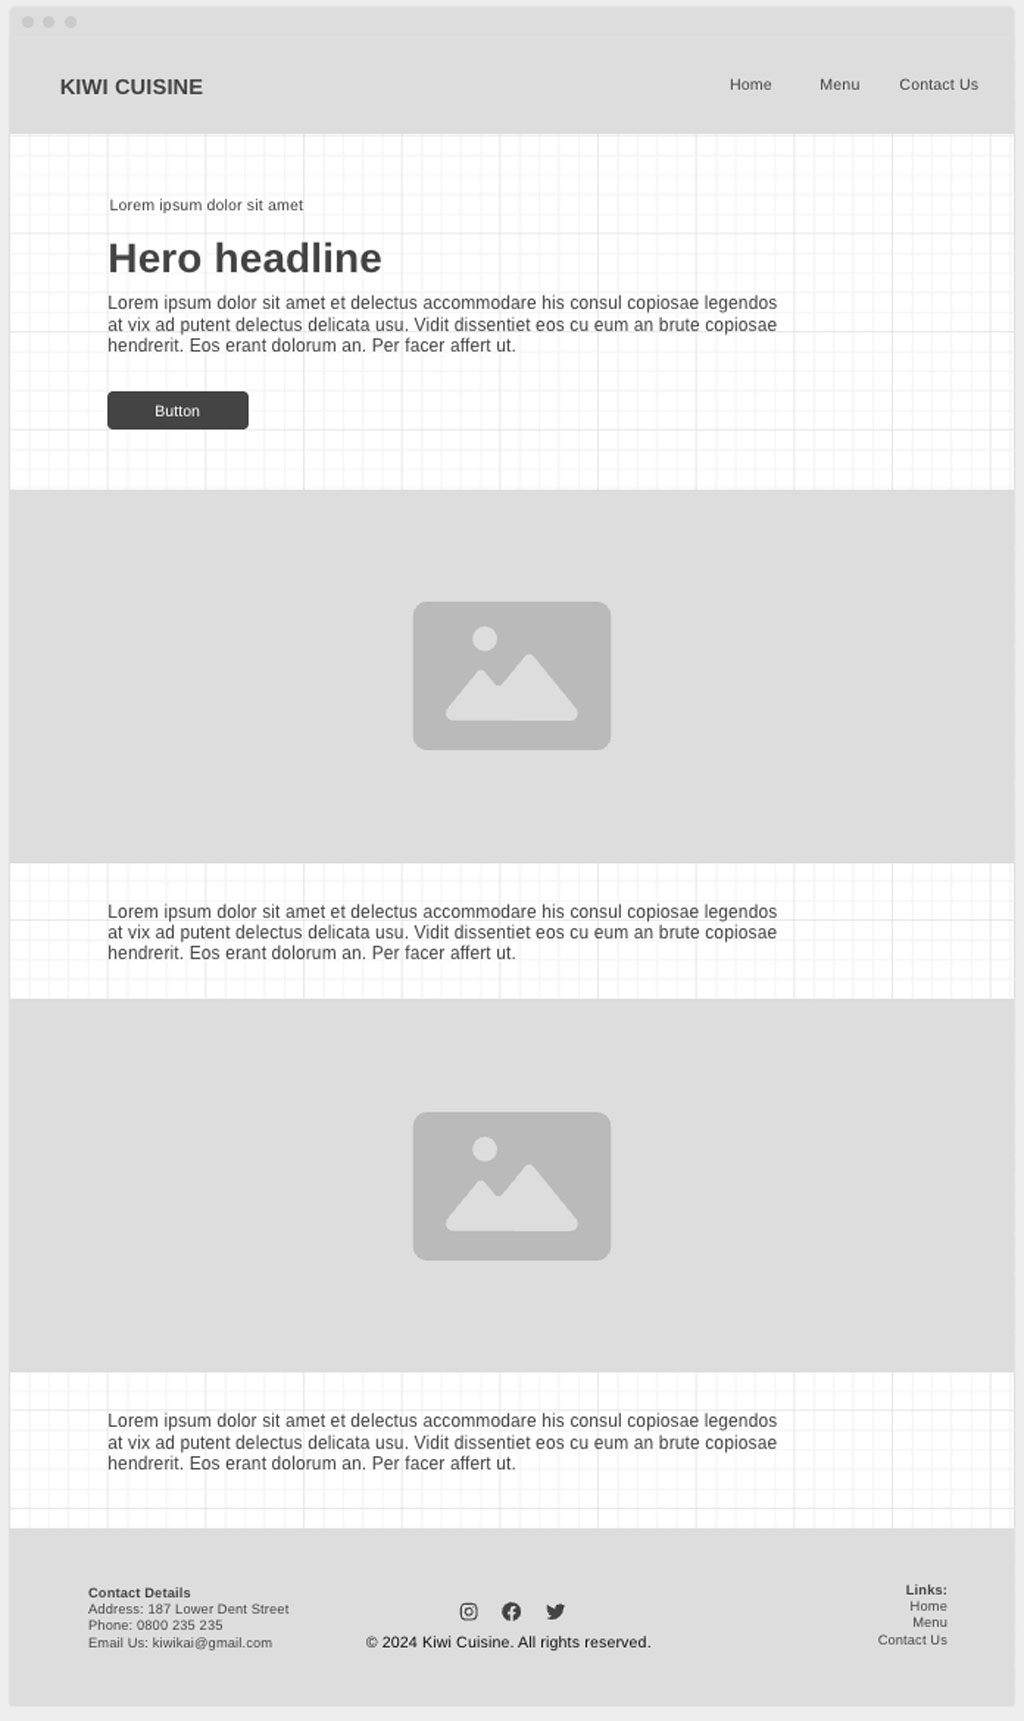 KIWI CUISINE
Home Menu Contact Us
Lorem ipsum dolor sit amet
Hero headline
Lorem ipsum dolor sit amet et delectus accommodare his consul copiosae legendos
at vix ad putent delectus delicata usu. Vidit dissentiet eos cu eum an brute copiosae
hendrerit. Eos erant dolorum an. Per facer affert ut.
Button
Lorem ipsum dolor sit amet et delectus accommodare his consul copiosae legendos
at vix ad putent delectus delicata usu. Vidit dissentiet eos cu eum an brute copiosae
hendrerit. Eos erant dolorum an. Per facer affert ut.
Lorem ipsum dolor sit amet et delectus accommodare his consul copiosae legendos
at vix ad putent delectus delicata usu. Vidit dissentiet eos cu eum an brute copiosae
hendrerit. Eos erant dolorum an. Per facer affert ut.
Contact Details
Address: 187 Lower Dent Street
Phone: 0800 235 235
Email Us: kiwikai@gmail.com
© 2024 Kiwi Cuisine. All rights reserved.
Links:
Home
Menu
Contact Us